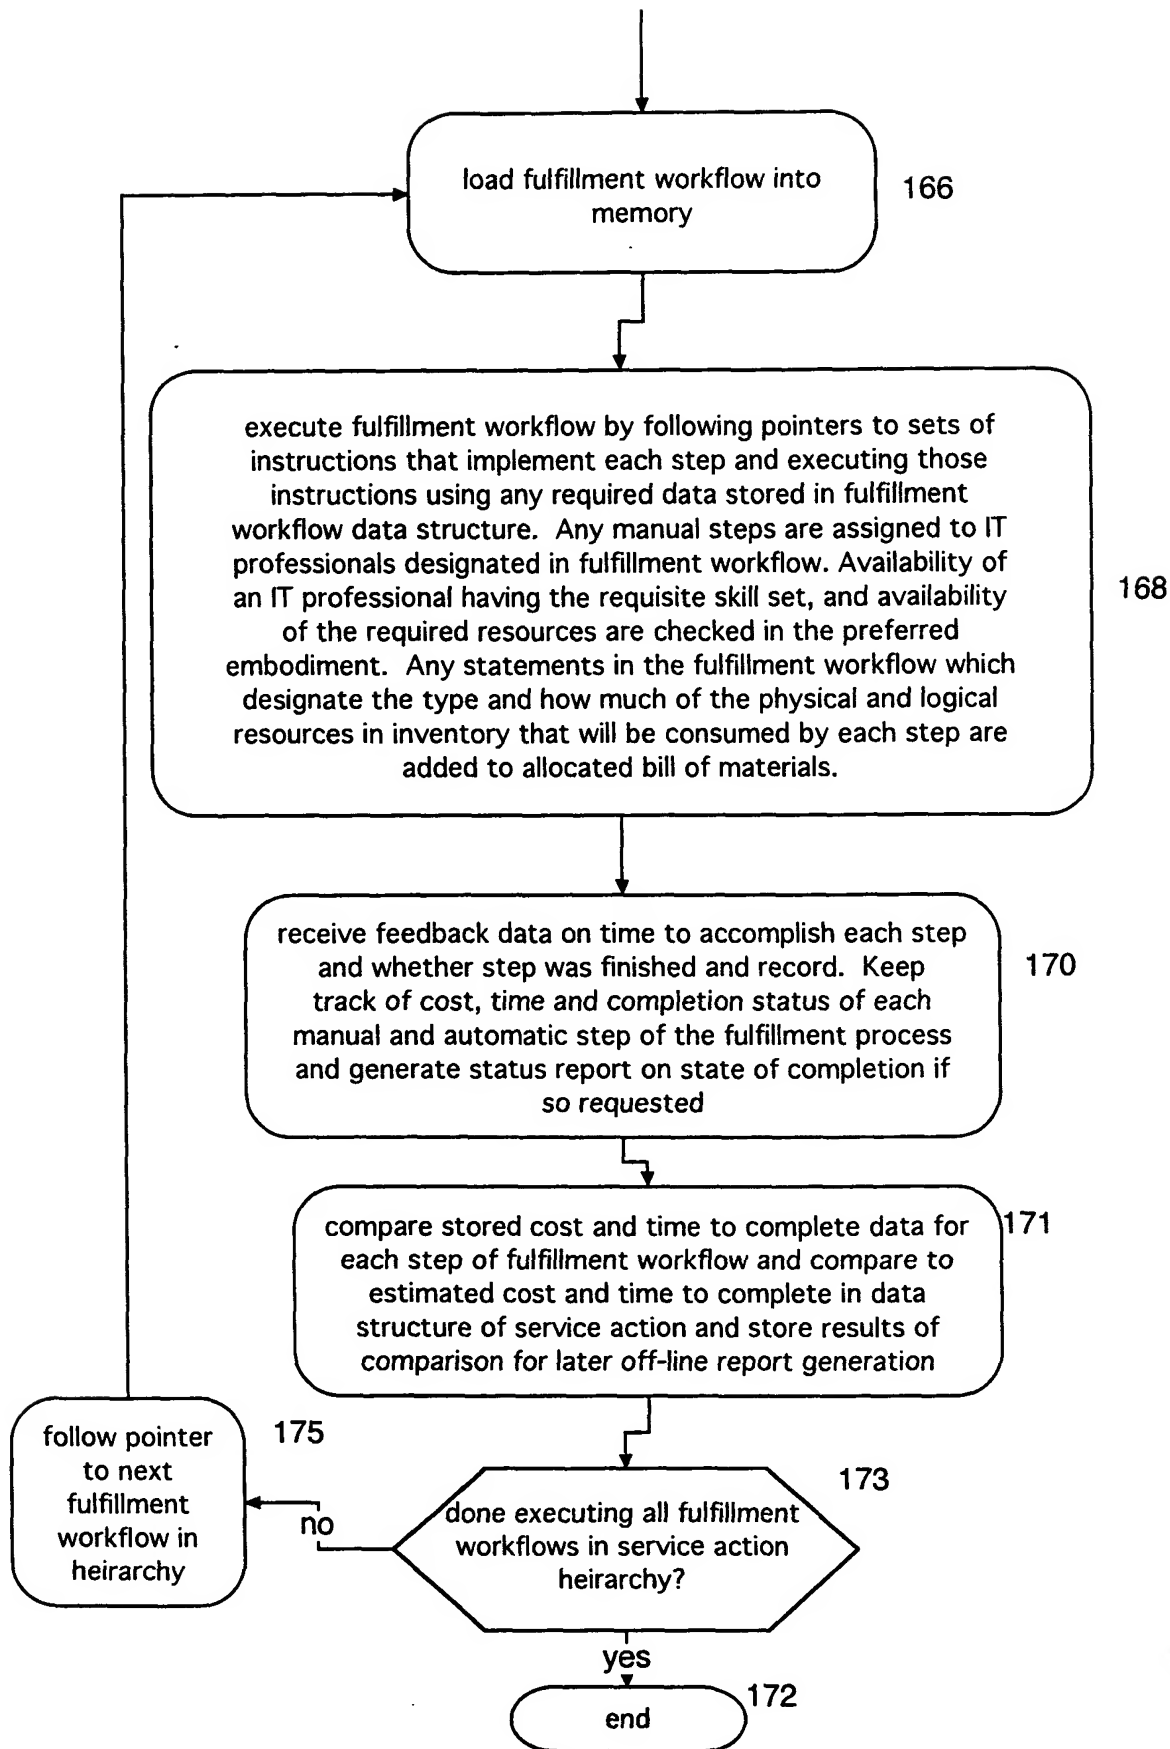 load fulfillment workflow into
memory
166
execute fulfillment workflow by following pointers to sets of
instructions that implement each step and executing those
instructions using any required data stored in fulfillment
workflow data structure. Any manual steps are assigned to IT
professionals designated in fulfillment workflow. Availability of
an IT professional having the requisite skill set, and availability
of the required resources are checked in the preferred
embodiment. Any statements in the fulfillment workflow which
designate the type and how much of the physical and logical
resources in inventory that will be consumed by each step are
added to allocated bill of materials.
168
receive feedback data on time to accomplish each step
and whether step was finished and record. Keep
track of cost, time and completion status of each
manual and automatic step of the fulfillment process
and generate status report on state of completion if
so requested
170
compare stored cost and time to complete data for
each step of fulfillment workflow and compare to
estimated cost and time to complete in data
structure of service action and store results of
comparison for later off-line report generation
171
follow pointer
to next
fulfillment
workflow in
heirarchy
175
no
done executing all fulfillment
workflows in service action
heirarchy?
173
yes
end
172